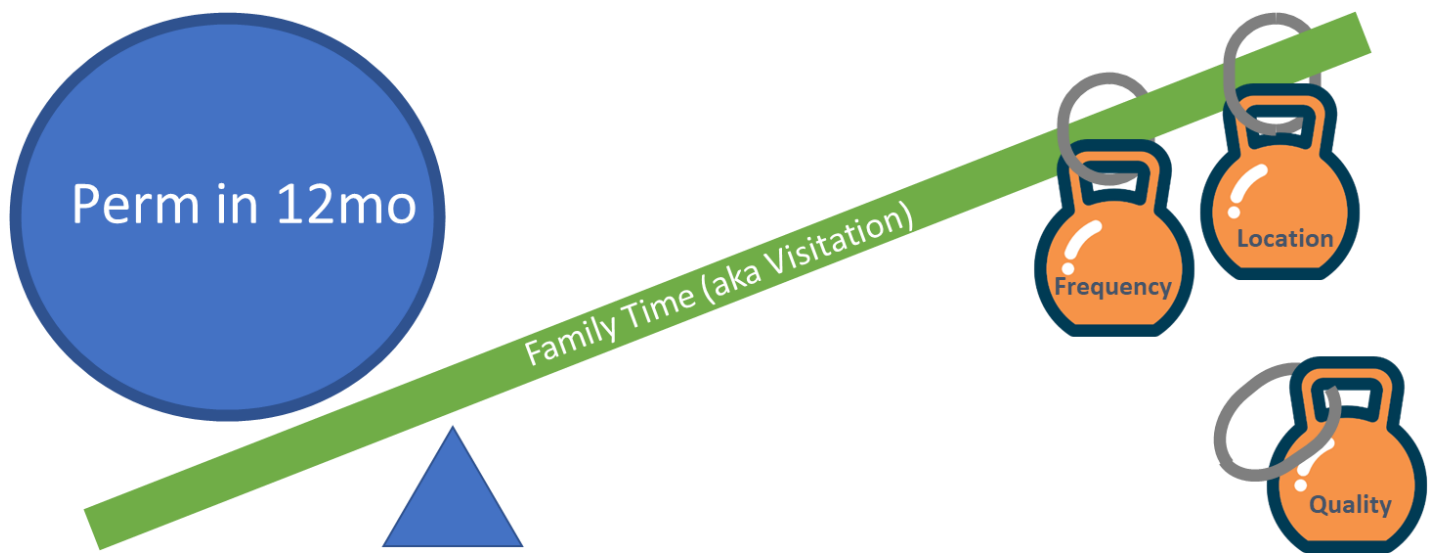 Perm in 12mo
Family Time (aka Visitation)
Frequency
Location
Quality